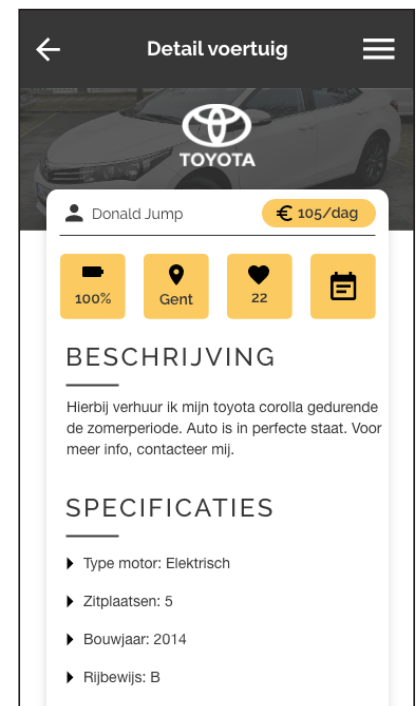 Detail voertuig
TOYOTA
Donald Jump
€ 105/dag
100%
Gent
22
BESCHRIJVING
Hierbij verhuur ik mijn toyota corolla gedurende
de zomerperiode. Auto is in perfecte staat. Voor
meer info, contacteer mij.
SPECIFICATIES
Type motor: Elektrisch
Zitplaatsen: 5
Bouwjaar: 2014
Rijbewijs: B